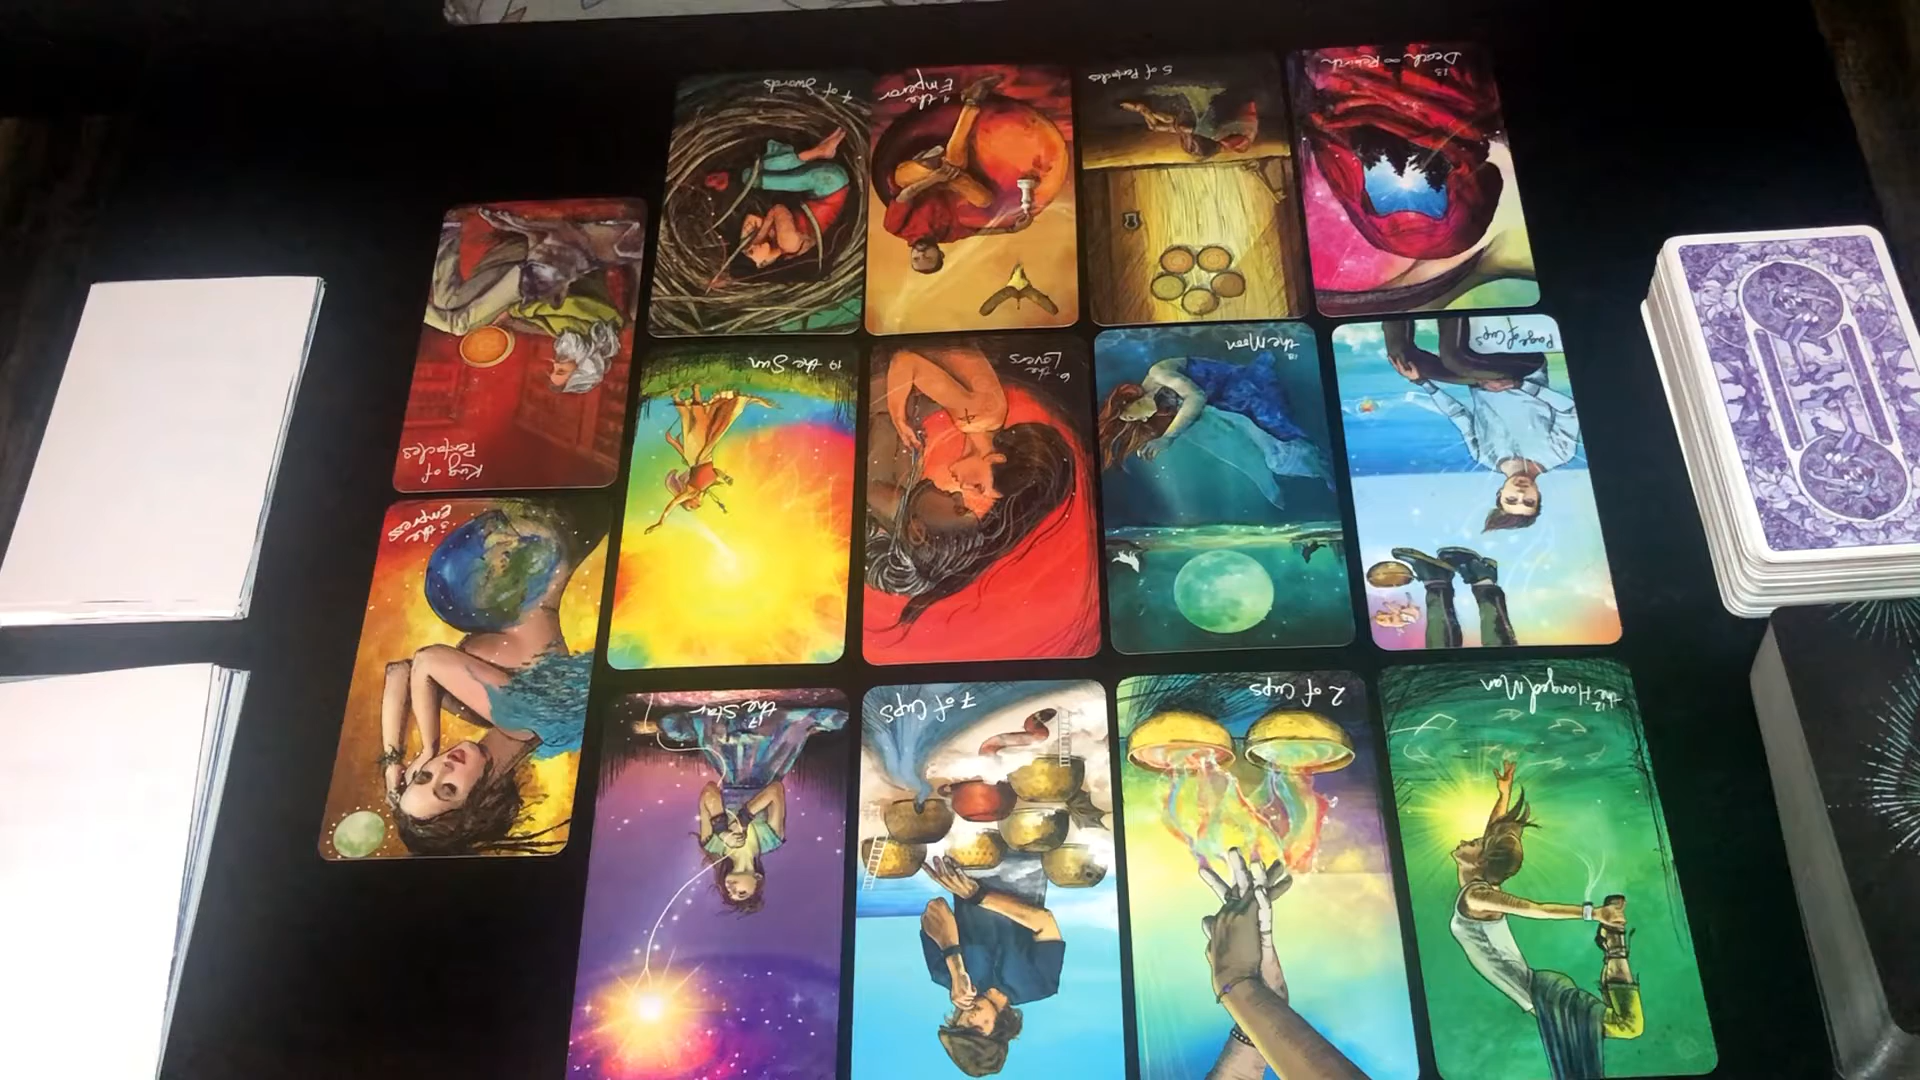 4 of Swords
4 the
Emperor
5 of Pentacles
13
Death ∞ Rebirth
King of
Pentacles
19 the Sun
6. the
Lovers
18
the Moon
Page of Cups
3. the
Empress
17
the Star
7 of Cups
2 of Cups
12
the Hanged Man